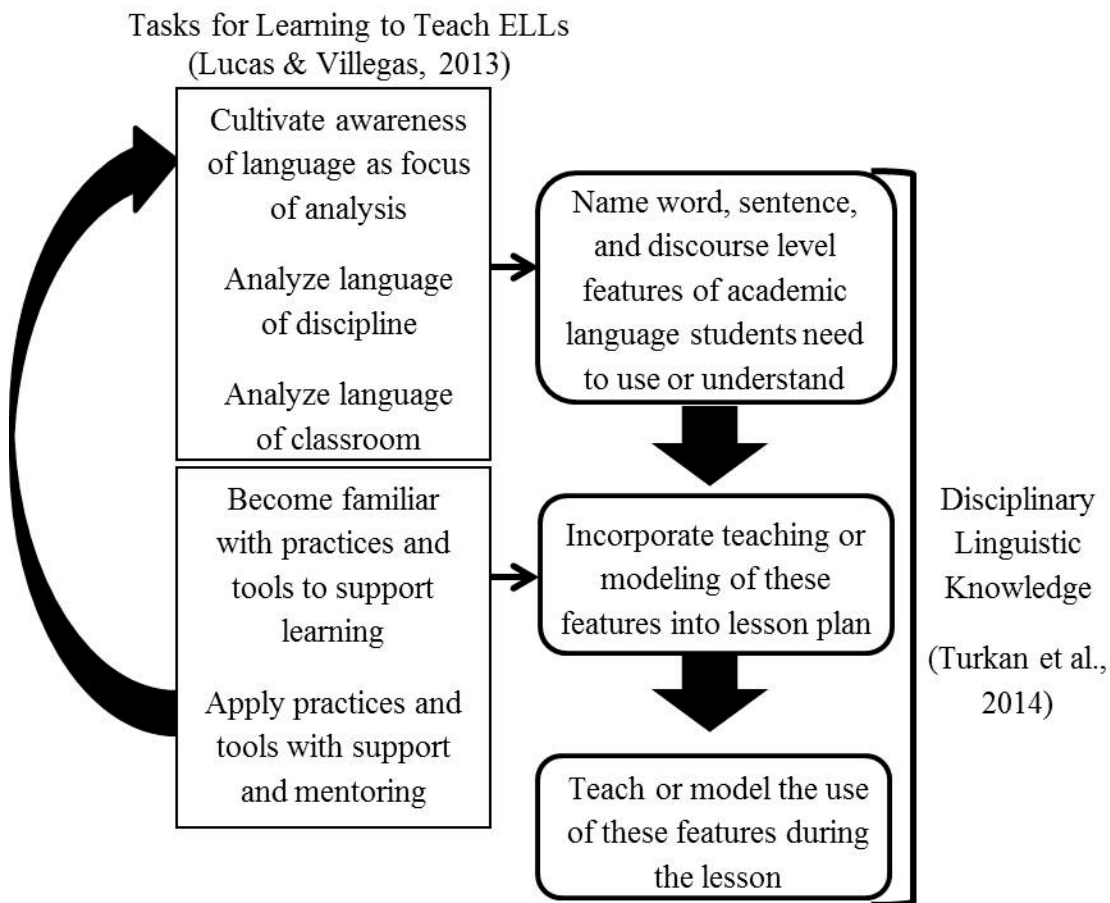 Tasks for Learning to Teach ELLs
(Lucas & Villegas, 2013)
Cultivate awareness
of language as focus
of analysis
Analyze language
of discipline
Analyze language
of classroom
Become familiar
with practices and
tools to support
learning
Apply practices and
tools with support
and mentoring
Name word, sentence,
and discourse level
features of academic
language students need
to use or understand
Incorporate teaching or
modeling of these
features into lesson plan
Teach or model the use
of these features during
the lesson
Disciplinary
Linguistic
Knowledge
(Turkan et al.,
2014)